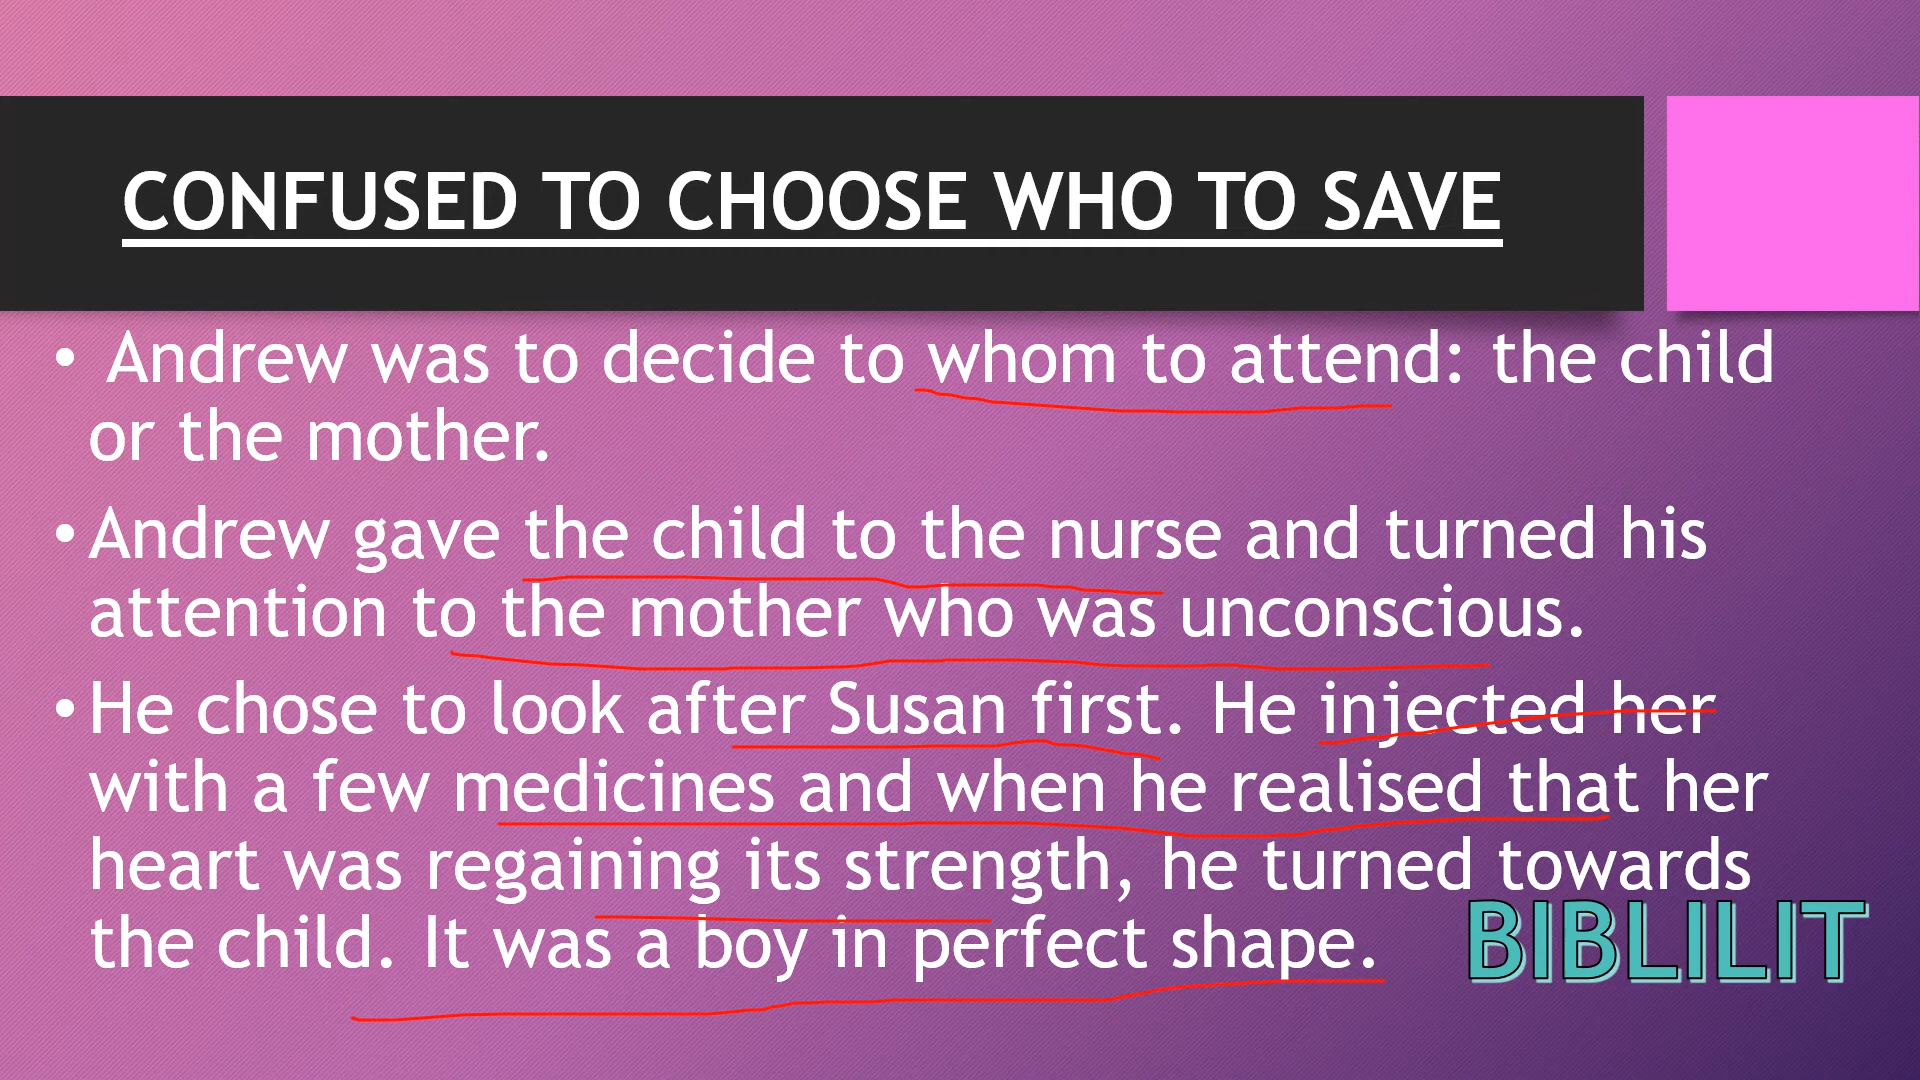 CONFUSED TO CHOOSE WHO TO SAVE
• Andrew was to decide to whom to attend: the child
or the mother.
• Andrew gave the child to the nurse and turned his
attention to the mother who was unconscious.
• He chose to look after Susan first. He injected her
with a few medicines and when he realised that her
heart was regaining its strength, he turned towards
the child. It was a boy in perfect shape.
BIBLILIT